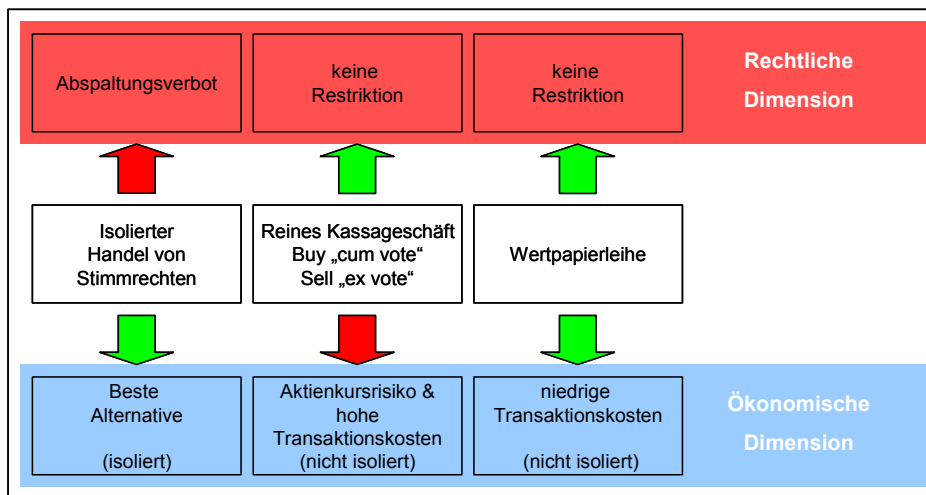 Abspaltungsverbot
keine
Restriktion
keine
Restriktion
Rechtliche
Dimension
Isolierter
Handel von
Stimmrechten
Reines Kassageschäft
Buy „cum vote“
Sell „ex vote“
Wertpapierleihe
Beste
Alternative
(isoliert)
Aktienkursrisiko &
hohe
Transaktionskosten
(nicht isoliert)
niedrige
Transaktionskosten
(nicht isoliert)
Ökonomische
Dimension